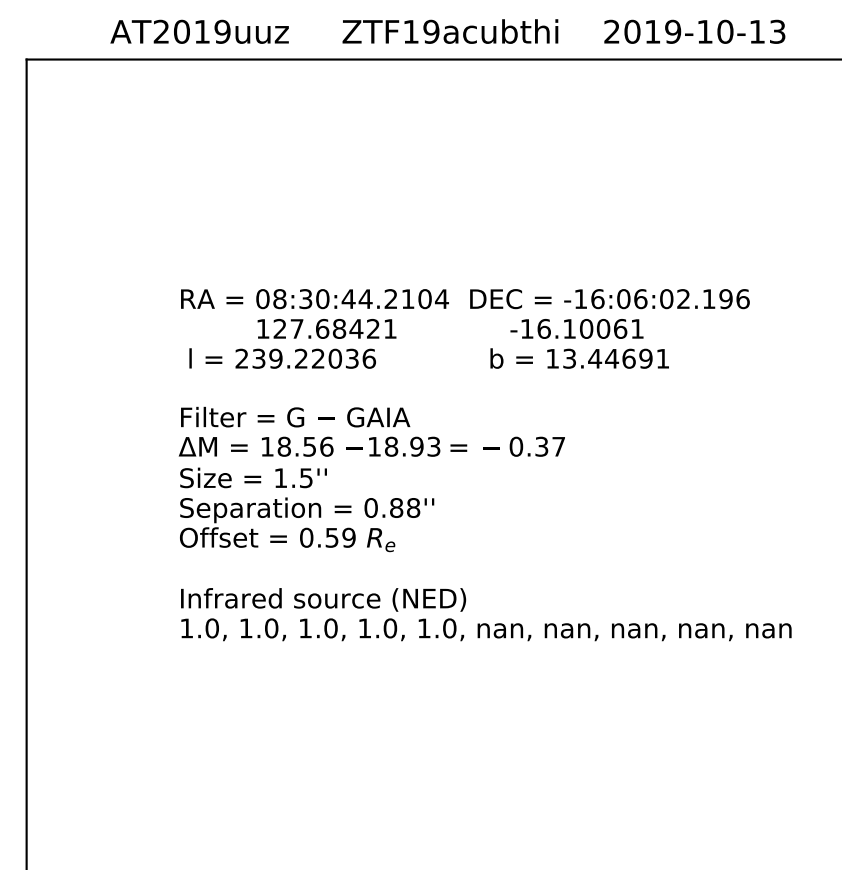 AT2019uuz ZTF19acubthi 2019-10-13
RA = 08:30:44.2104 DEC = -16:06:02.196
127.68421 -16.10061
l = 239.22036 b = 13.44691
Filter = G − GAIA
ΔM = 18.56 −18.93 = − 0.37
Size = 1.5''
Separation = 0.88''
Offset = 0.59 Rₑ
Infrared source (NED)
1.0, 1.0, 1.0, 1.0, 1.0, nan, nan, nan, nan, nan